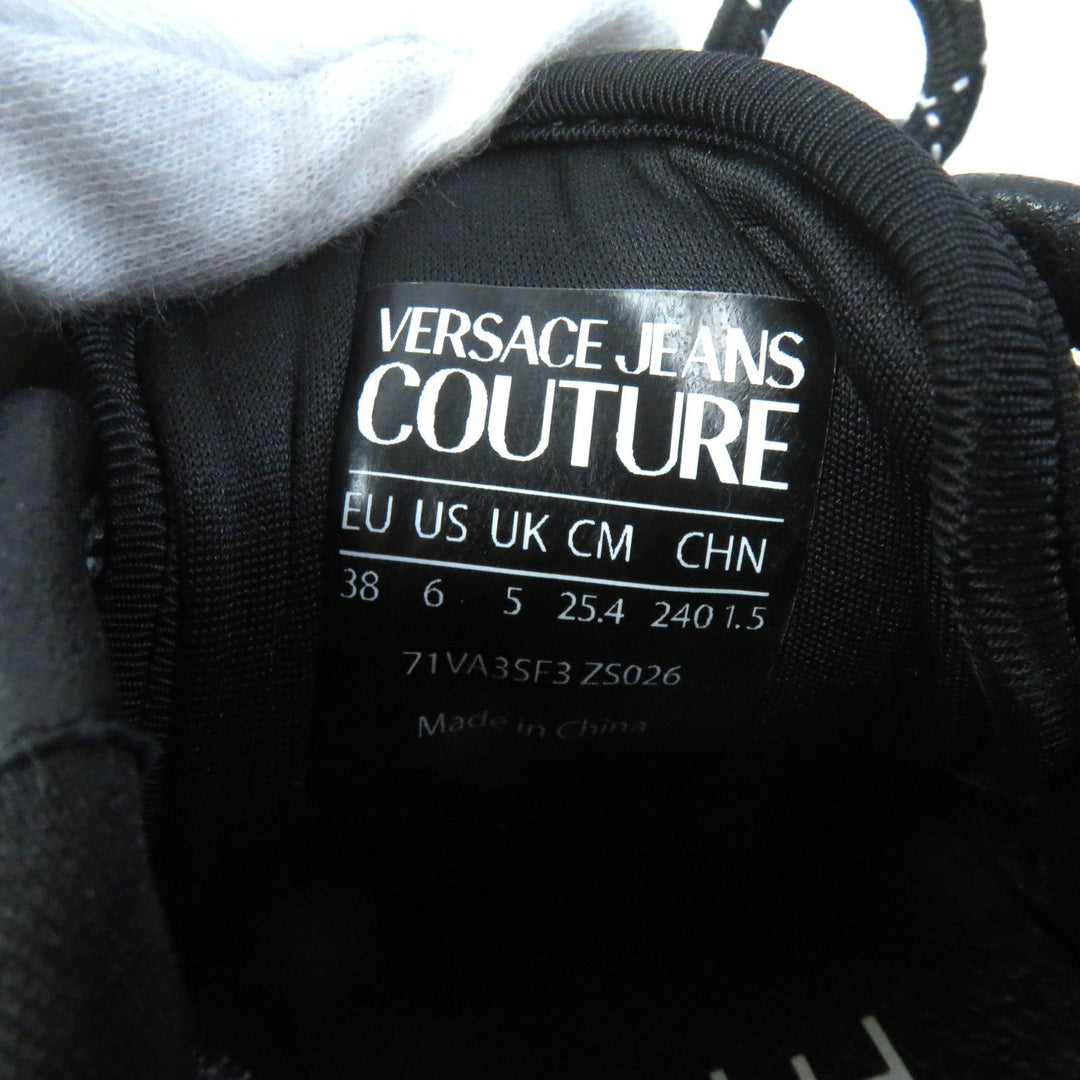 VERSACE JEANS
COUTURE
EU US UK CM CHN
38 6 5 25.4 240 1.5
71VA3SF3 ZS026
Made in China